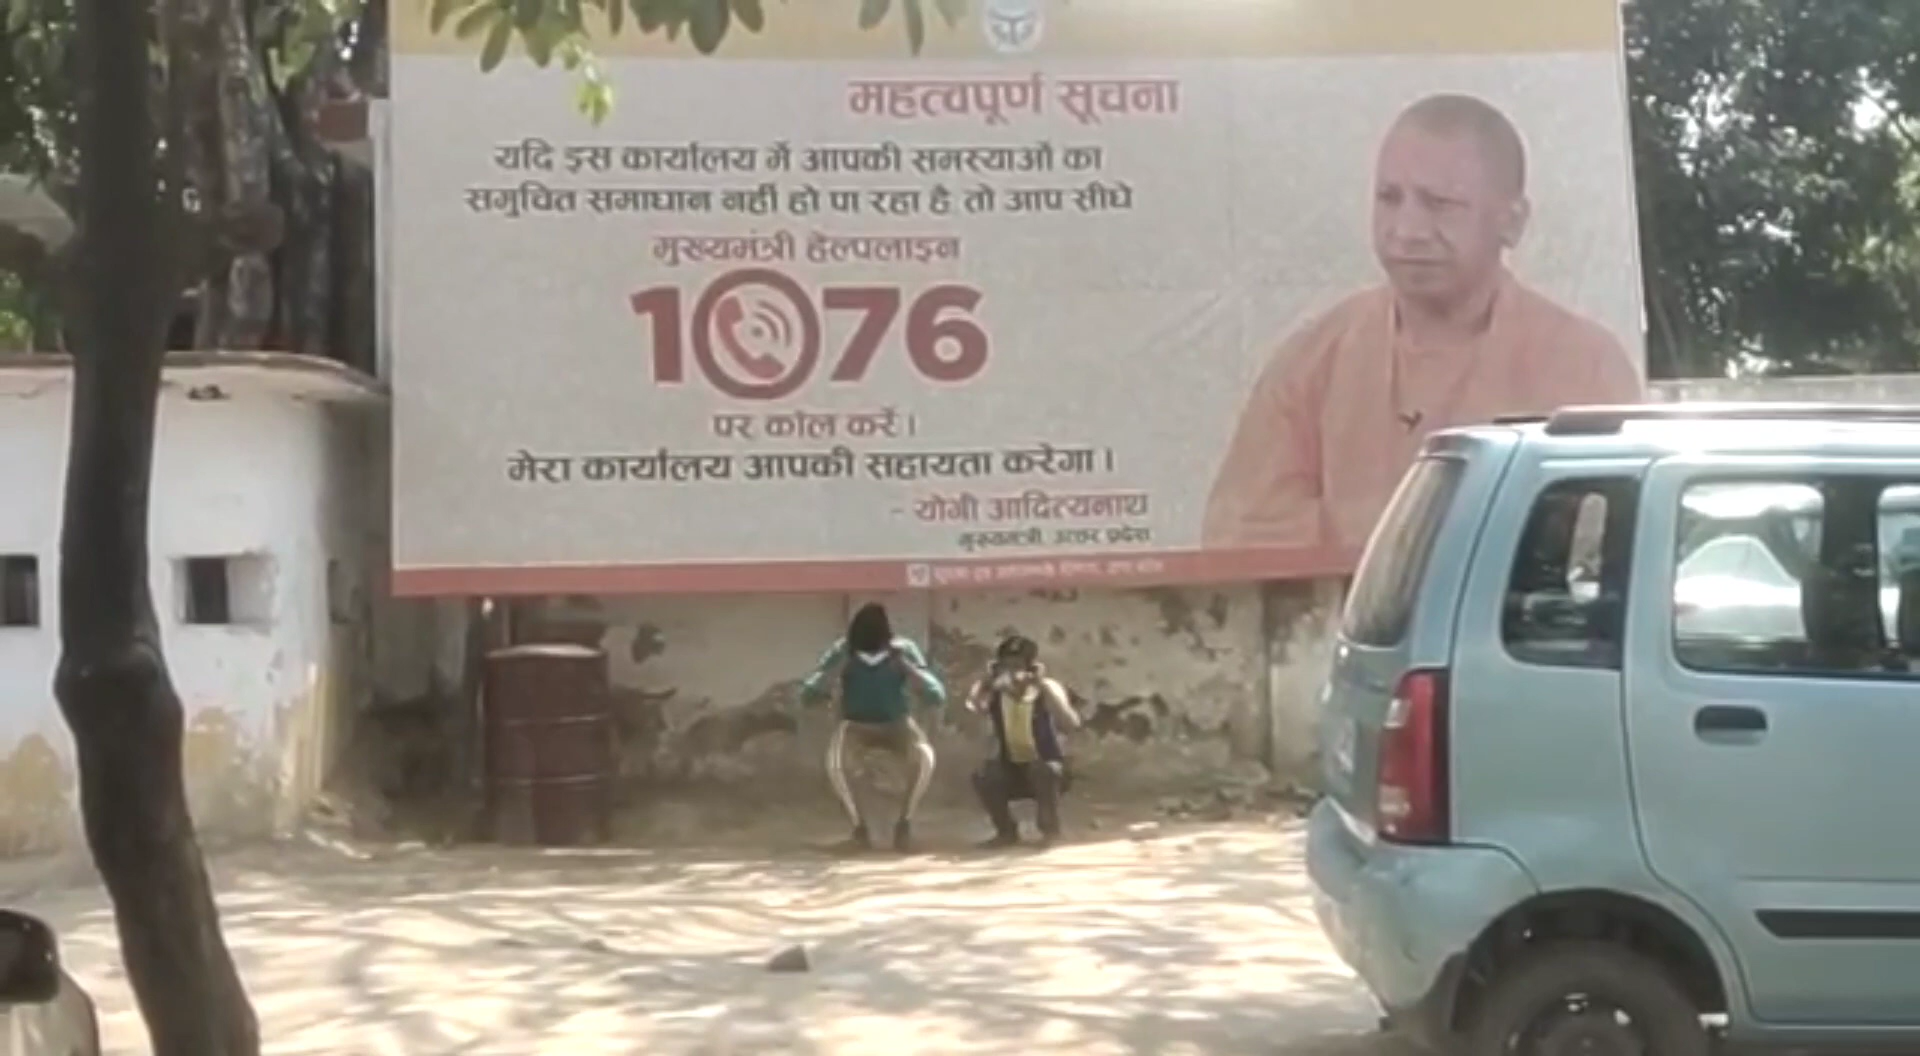 महत्वपूर्ण सूचना
यदि इस कार्यालय में आपकी समस्याओं का
समुचित समाधान नहीं हो पा रहा है तो आप सीधे
मुख्यमंत्री हेल्पलाइन
1076
पर कॉल करें।
मेरा कार्यालय आपकी सहायता करेगा।
- योगी आदित्यनाथ
मुख्यमंत्री, उत्तर प्रदेश